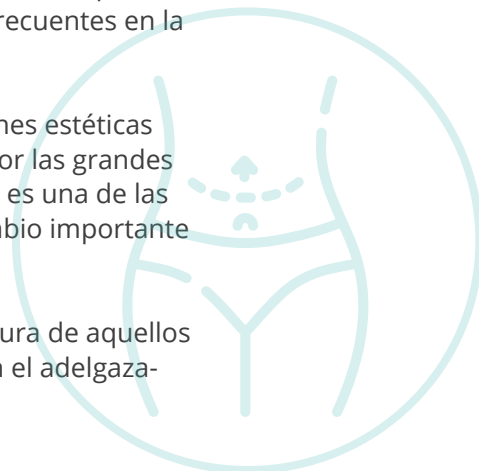 recuentes en la
nes estéticas
or las grandes
es una de las
bio importante
ura de aquellos
el adelgaza-